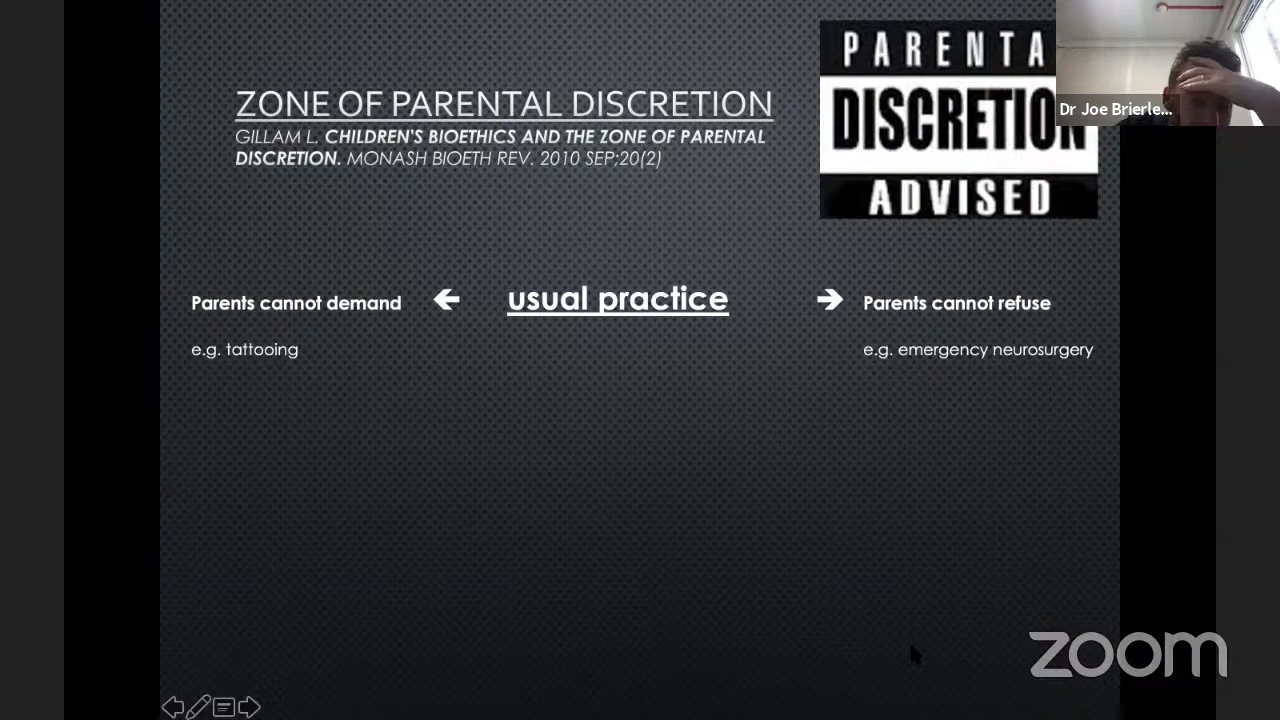 PARENTA
DISCRETION
ADVISED
Dr Joe Brierle...
ZONE OF PARENTAL DISCRETION
GILLAM L. CHILDREN'S BIOETHICS AND THE ZONE OF PARENTAL
DISCRETION. MONASH BIOETH REV. 2010 SEP;20(2)
Parents cannot demand ← usual practice → Parents cannot refuse
e.g. tattooing e.g. emergency neurosurgery
zoom